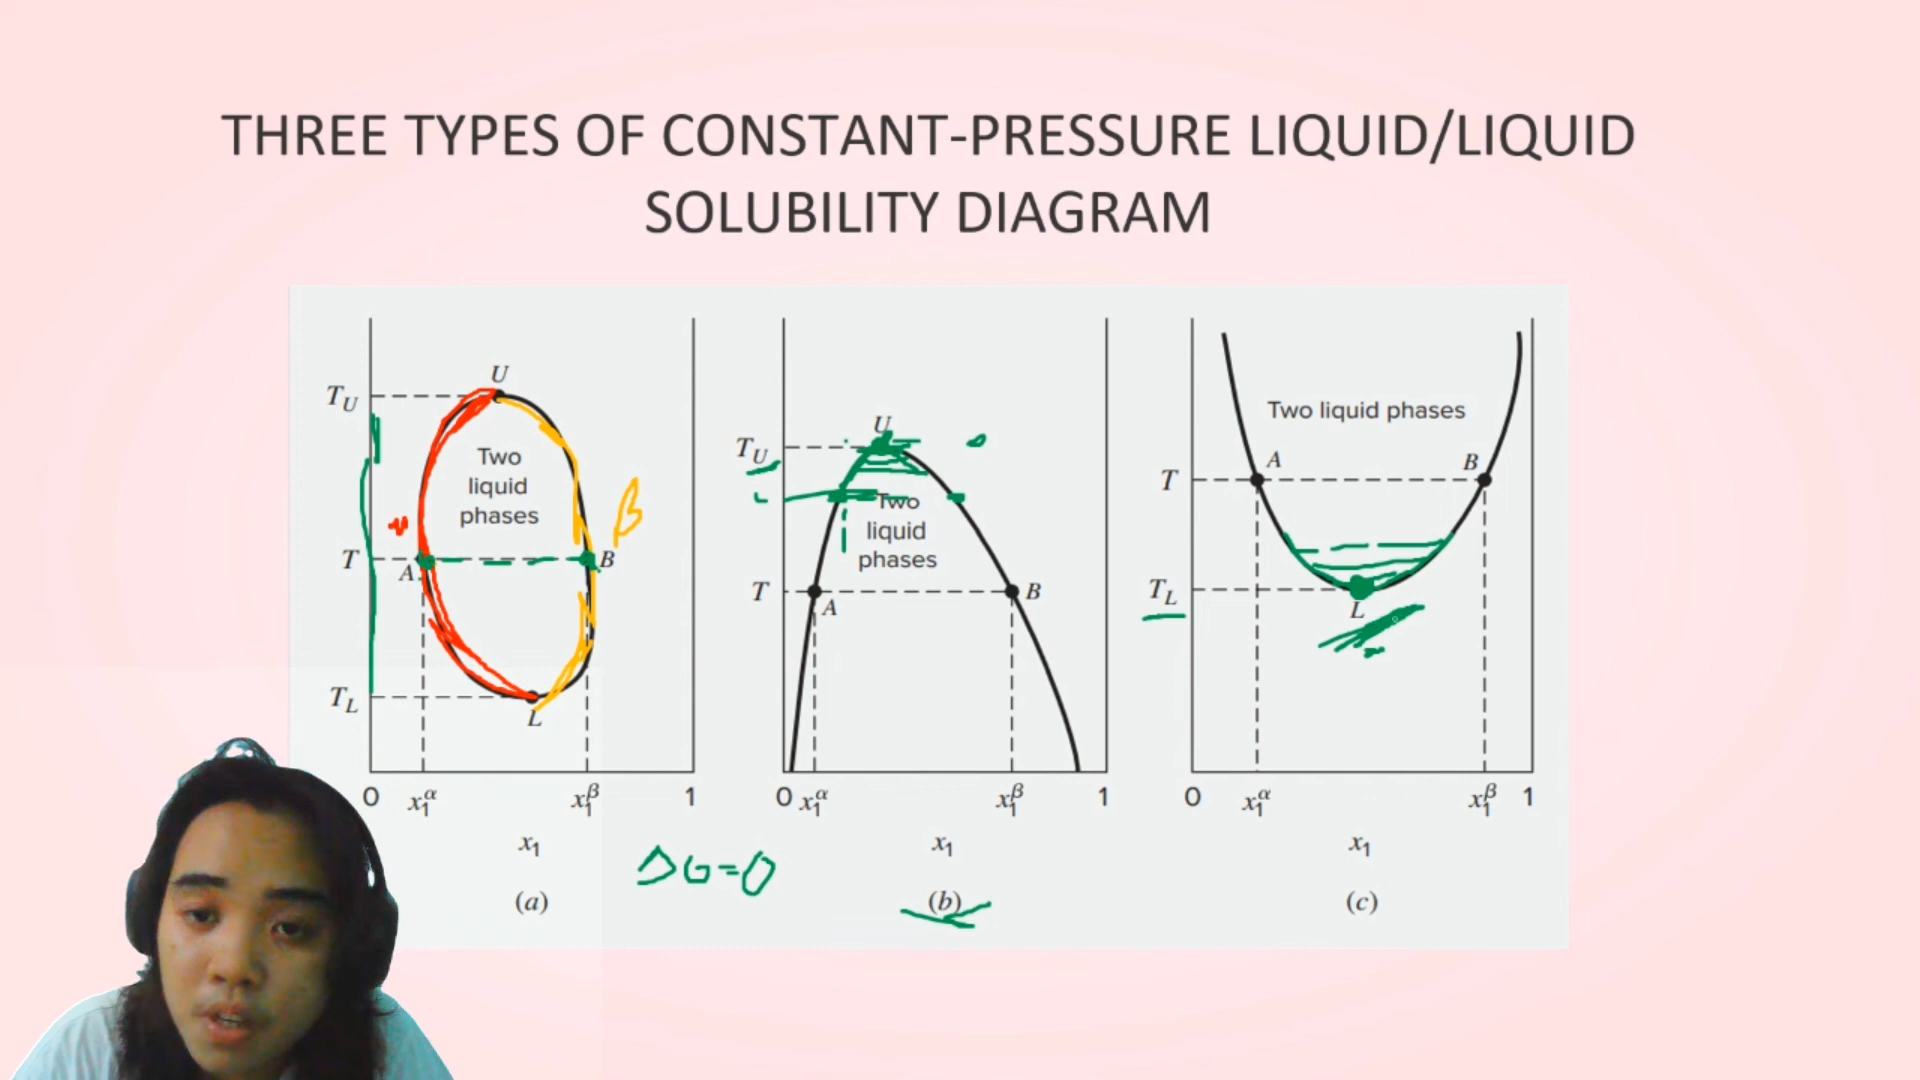 THREE TYPES OF CONSTANT-PRESSURE LIQUID/LIQUID
SOLUBILITY DIAGRAM
U
T_U
Two
liquid
phases
β
T
A
B
T_L
L
0
x₁^α
x₁^β
1
x₁
(a)
ΔG=0
U
T_U
Two
liquid
phases
T
A
B
0
x₁^α
x₁^β
1
x₁
(b)
Two liquid phases
T
A
B
T_L
L
0
x₁^α
x₁^β
1
x₁
(c)